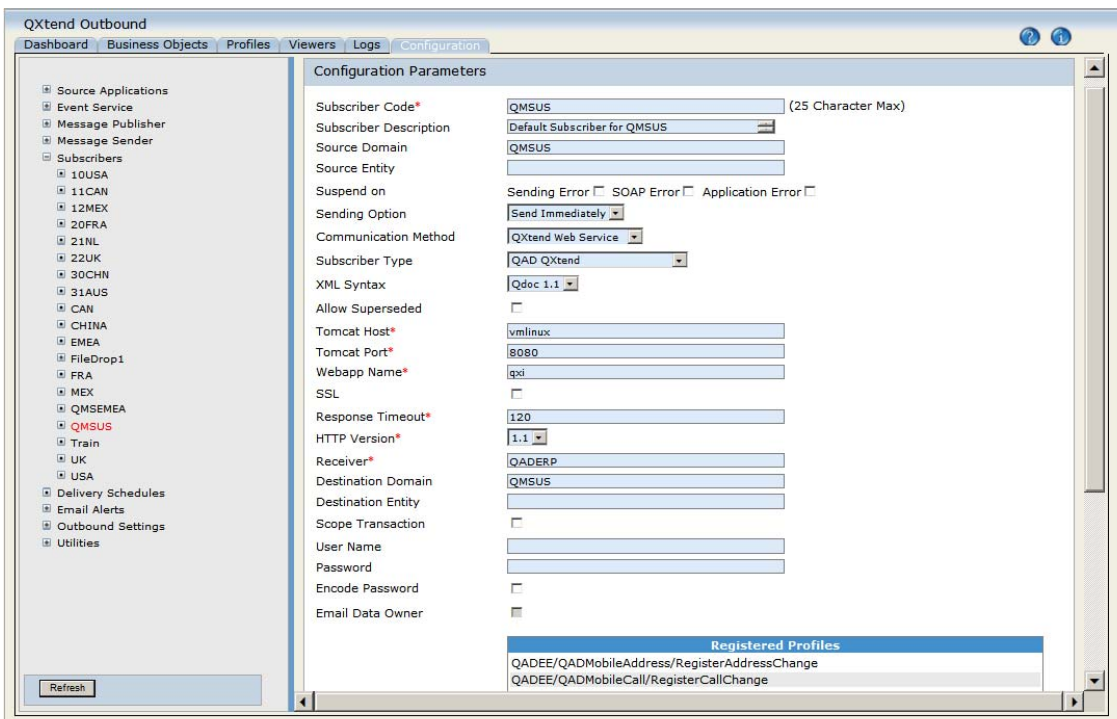 QXtend Outbound
Dashboard Business Objects Profiles Viewers Logs Configuration
Source Applications
Event Service
Message Publisher
Message Sender
Subscribers
10USA
11CAN
12MEX
20FRA
21NL
22UK
30CHN
31AUS
CAN
CHINA
EMEA
FileDrop1
FRA
MEX
QMSEMEA
QMSUS
Train
UK
USA
Delivery Schedules
Email Alerts
Outbound Settings
Utilities
Refresh
Configuration Parameters
Subscriber Code* QMSUS (25 Character Max)
Subscriber Description Default Subscriber for QMSUS
Source Domain QMSUS
Source Entity
Suspend on Sending Error SOAP Error Application Error
Sending Option Send Immediately
Communication Method QXtend Web Service
Subscriber Type QAD QXtend
XML Syntax Qdoc 1.1
Allow Superseded
Tomcat Host* vmlinux
Tomcat Port* 8080
Webapp Name* qxi
SSL
Response Timeout* 120
HTTP Version* 1.1
Receiver* QADERP
Destination Domain QMSUS
Destination Entity
Scope Transaction
User Name
Password
Encode Password
Email Data Owner
Registered Profiles
QADEE/QADMobileAddress/RegisterAddressChange
QADEE/QADMobileCall/RegisterCallChange